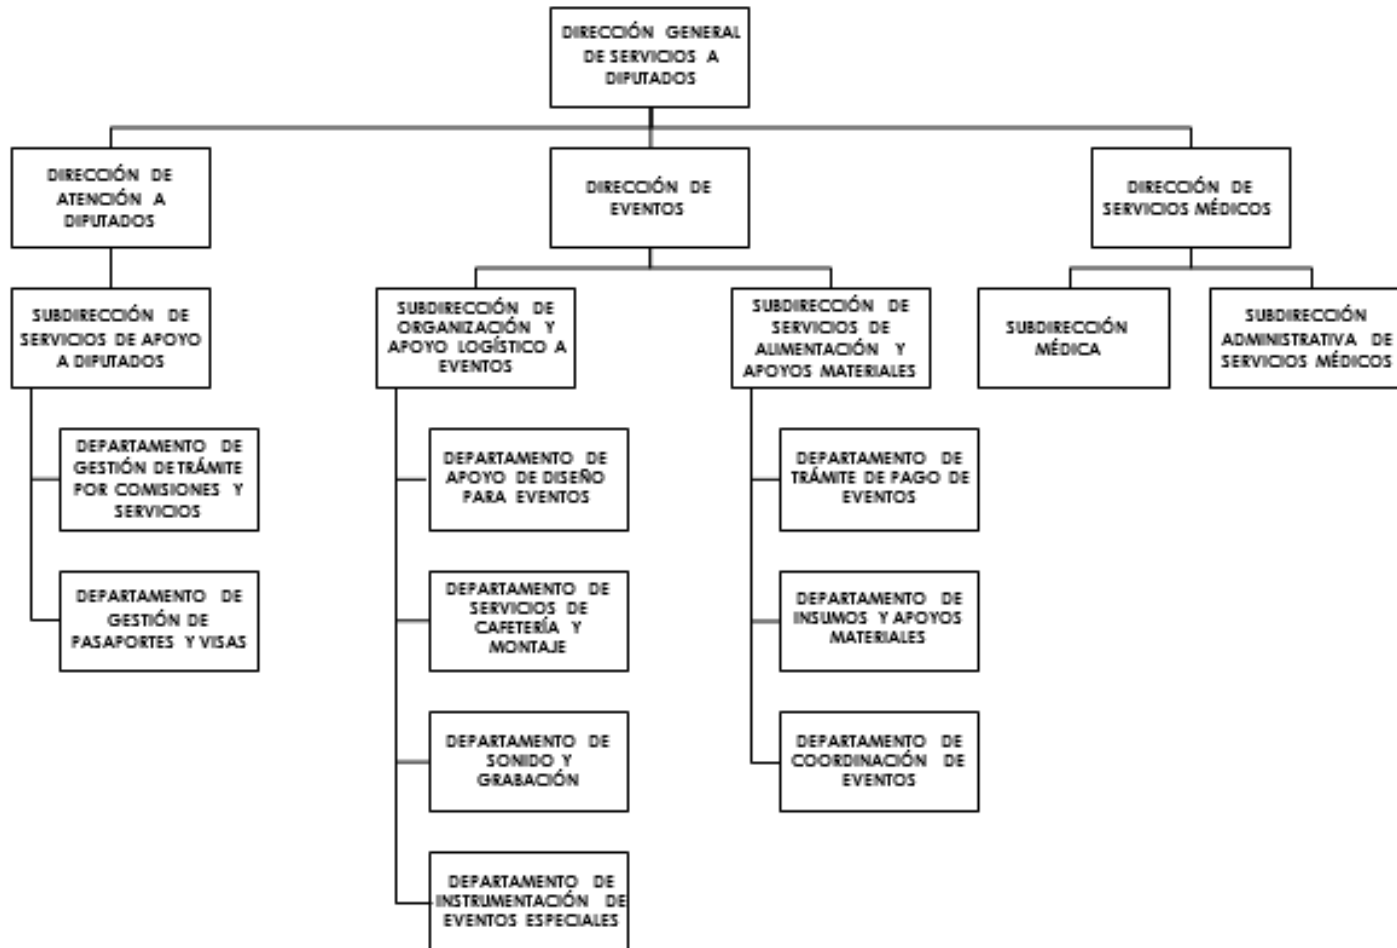 DIRECCIÓN GENERAL
DE SERVICIOS A
DIPUTADOS
DIRECCIÓN DE
ATENCIÓN A
DIPUTADOS
DIRECCIÓN DE
EVENTOS
DIRECCIÓN DE
SERVICIOS MÉDICOS
SUBDIRECCIÓN DE
SERVICIOS DE APOYO
A DIPUTADOS
SUBDIRECCIÓN DE
ORGANIZACIÓN Y
APOYO LOGÍSTICO A
EVENTOS
SUBDIRECCIÓN DE
SERVICIOS DE
ALIMENTACIÓN Y
APOYOS MATERIALES
SUBDIRECCIÓN
MÉDICA
SUBDIRECCIÓN
ADMINISTRATIVA DE
SERVICIOS MÉDICOS
DEPARTAMENTO DE
GESTIÓN DE TRÁMITE
POR COMISIONES Y
SERVICIOS
DEPARTAMENTO DE
APOYO DE DISEÑO
PARA EVENTOS
DEPARTAMENTO DE
TRÁMITE DE PAGO DE
EVENTOS
DEPARTAMENTO DE
GESTIÓN DE
PASAPORTES Y VISAS
DEPARTAMENTO DE
SERVICIOS DE
CAFETERÍA Y
MONTAJE
DEPARTAMENTO DE
INSUMOS Y APOYOS
MATERIALES
DEPARTAMENTO DE
SONIDO Y
GRABACIÓN
DEPARTAMENTO DE
COORDINACIÓN DE
EVENTOS
DEPARTAMENTO DE
INSTRUMENTACIÓN DE
EVENTOS ESPECIALES